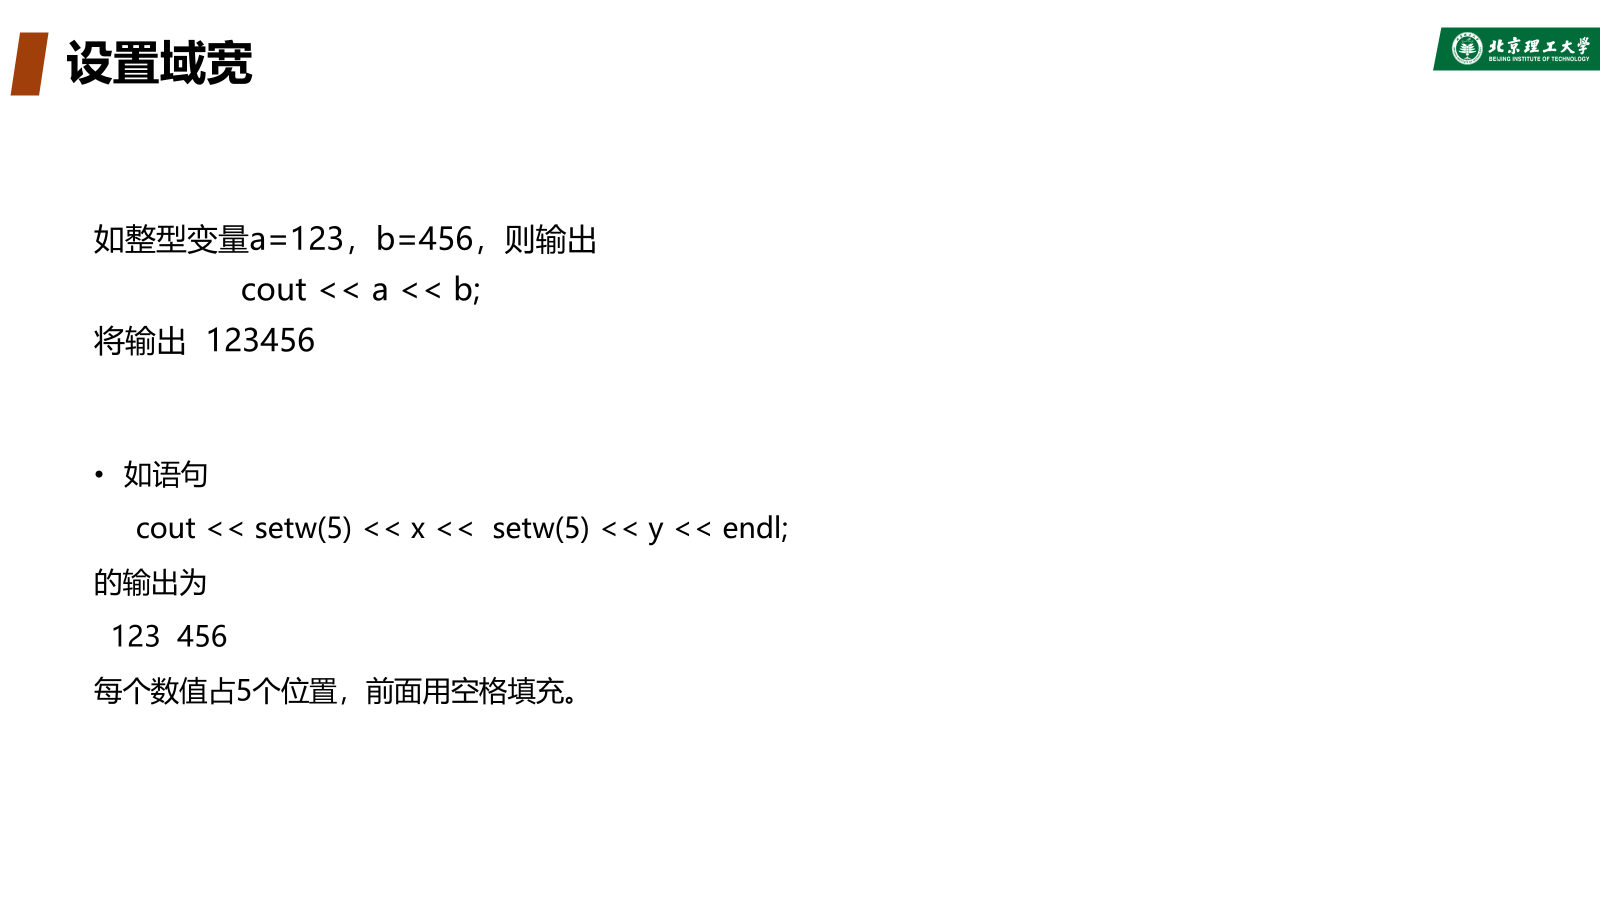 设置域宽
北京理工大学
BEIJING INSTITUTE OF TECHNOLOGY
如整型变量a=123，b=456，则输出
cout << a << b;
将输出  123456
• 如语句
cout << setw(5) << x <<  setw(5) << y << endl;
的输出为
  123  456
每个数值占5个位置，前面用空格填充。